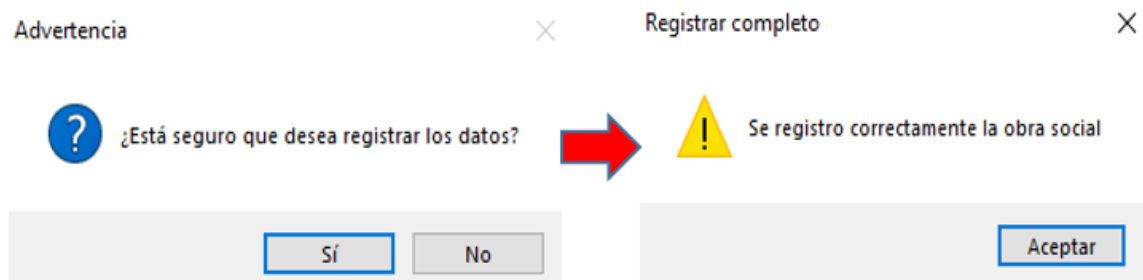 Advertencia
¿Está seguro que desea registrar los datos?
Sí
No
Registrar completo
Se registro correctamente la obra social
Aceptar